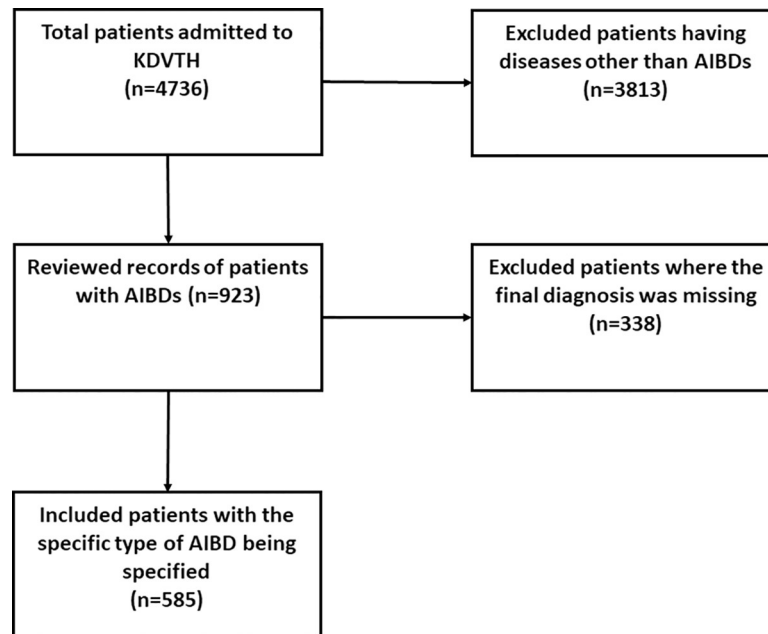 Total patients admitted to
KDVTH
(n=4736)
Excluded patients having
diseases other than AIBDs
(n=3813)
Reviewed records of patients
with AIBDs (n=923)
Excluded patients where the
final diagnosis was missing
(n=338)
Included patients with the
specific type of AIBD being
specified
(n=585)